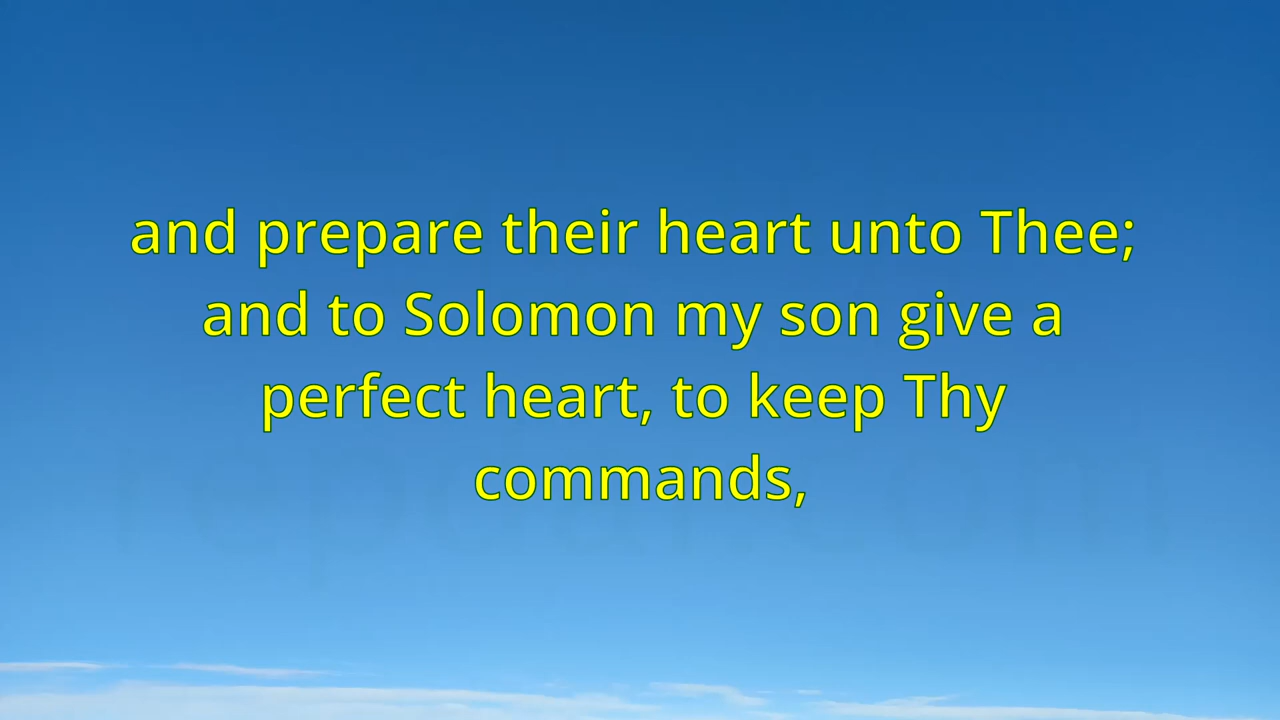 and prepare their heart unto Thee;
and to Solomon my son give a
perfect heart, to keep Thy
commands,